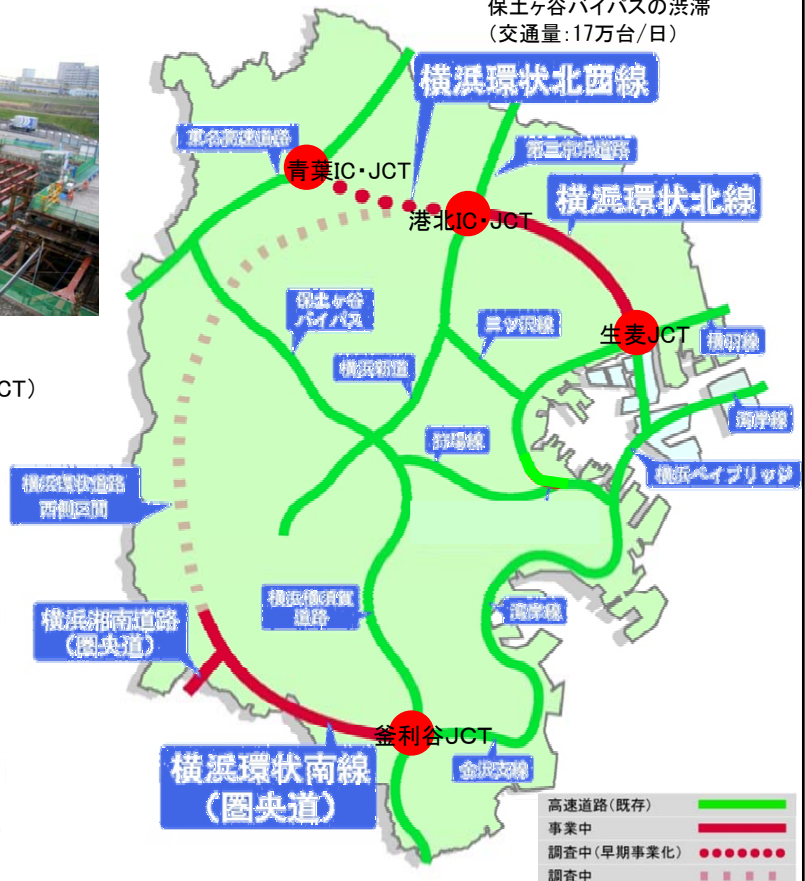 保土ヶ谷バイパスの渋滞
（交通量：17万台/日）
横浜環状北西線
東名高速道路
青葉IC・JCT
第三京浜道路
横浜環状北線
港北IC・JCT
保土ヶ谷
バイパス
三ツ沢線
生麦JCT
横羽線
横浜新道
CT）
狩場線
湾岸線
横浜ベイブリッジ
横浜環状道路
西側区間
横浜横須賀
道路
湾岸線
横浜湘南道路
（圏央道）
釜利谷JCT
横浜環状南線
（圏央道）
金沢支線
高速道路（既存）
事業中
調査中（早期事業化）
調査中